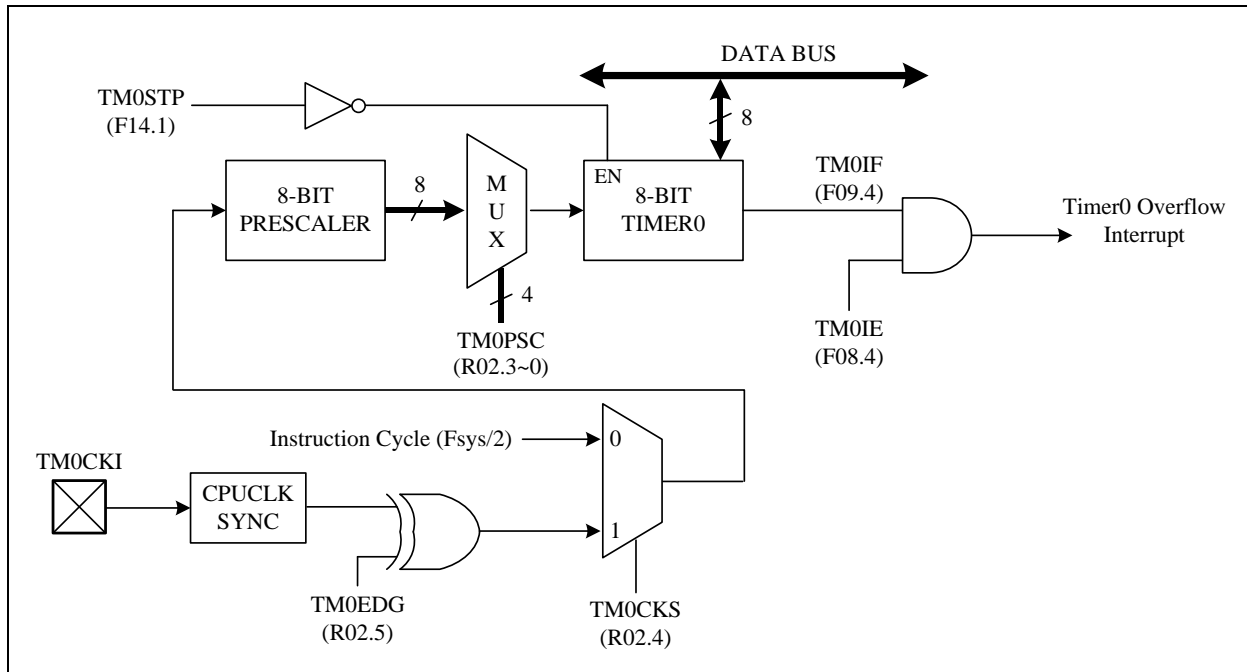 DATA BUS
TM0STP
(F14.1)
8
EN
8-BIT
TIMER0
8-BIT
PRESCALER
8
M
U
X
TM0IF
(F09.4)
Timer0 Overflow
Interrupt
4
TM0PSC
(R02.3~0)
TM0IE
(F08.4)
Instruction Cycle (Fsys/2)
0
TM0CKI
CPUCLK
SYNC
1
TM0EDG
(R02.5)
TM0CKS
(R02.4)